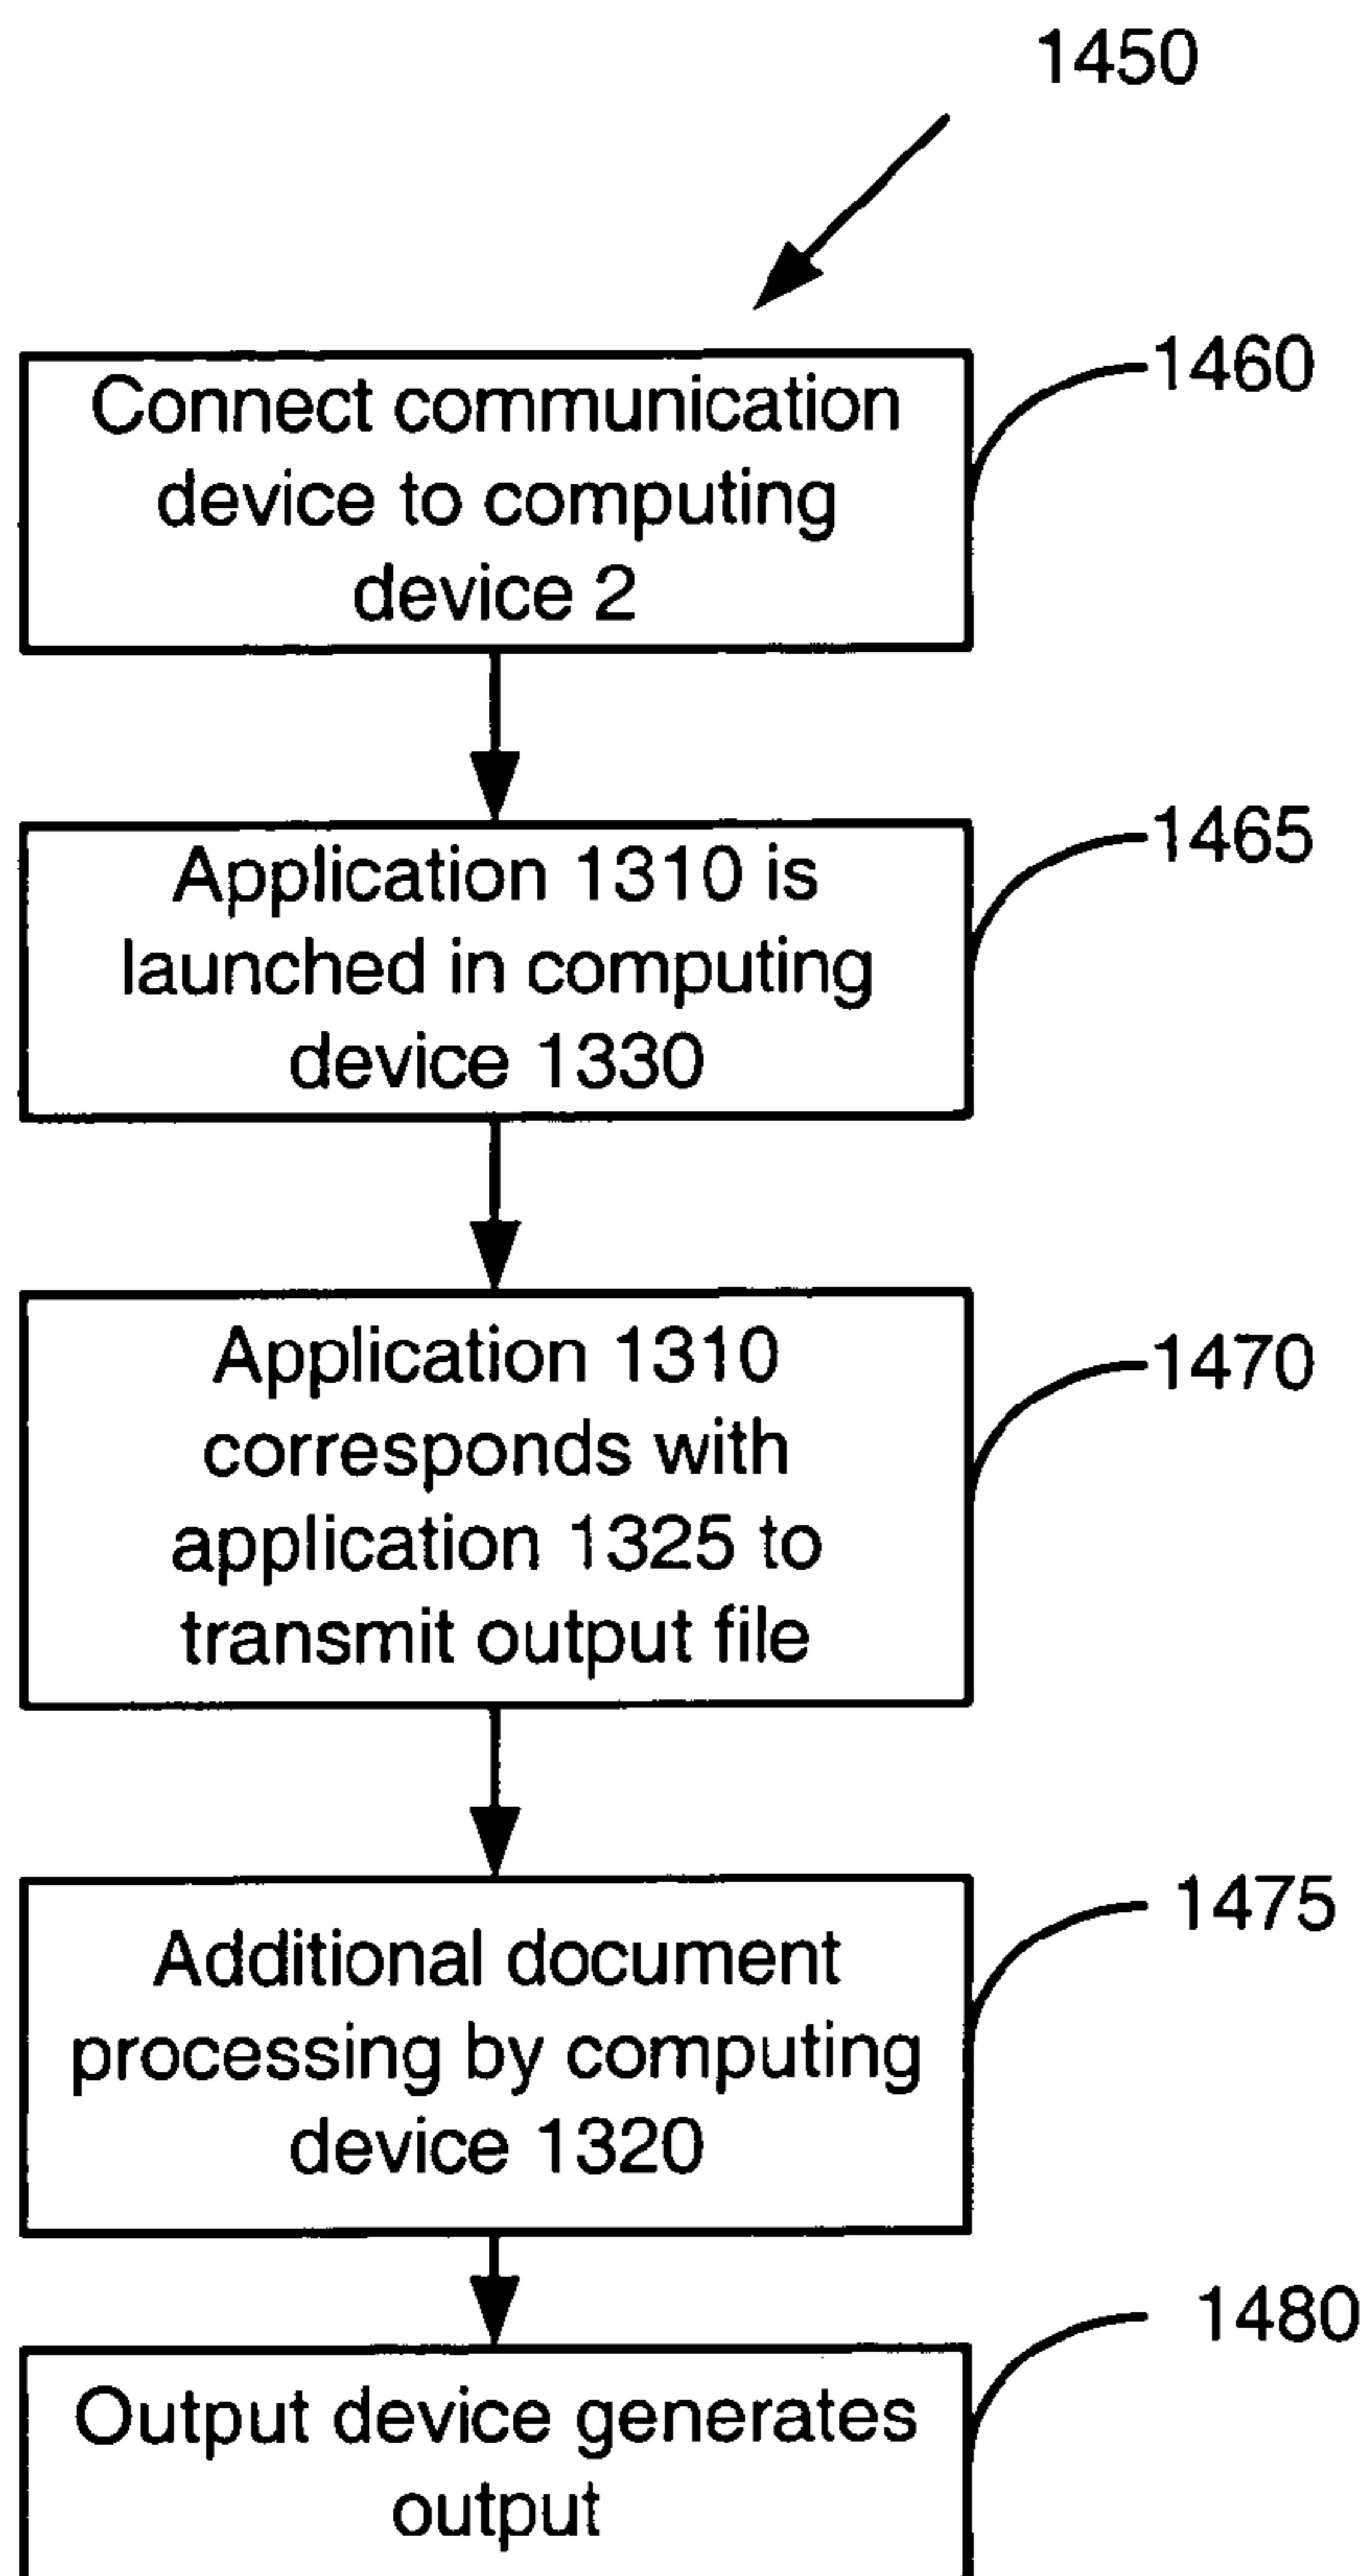 1450
Connect communication
device to computing
device 2
1460
Application 1310 is
launched in computing
device 1330
1465
Application 1310
corresponds with
application 1325 to
transmit output file
1470
Additional document
processing by computing
device 1320
1475
Output device generates
output
1480